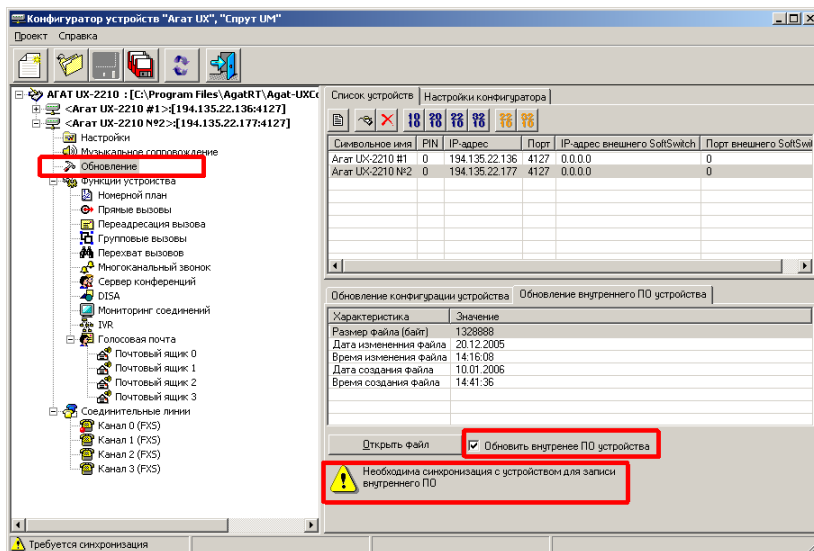 Конфигуратор устройств "Агат UX", "Спрут UM"
Проект Справка
АГАТ UX-2210 : [C:\Program Files\AgatRT\Agat-UXCo
<Агат UX-2210 #1>:[194.135.22.136:4127]
<Агат UX-2210 №2>:[194.135.22.177:4127]
Настройки
Музыкальное сопровождение
Обновление
Функции устройства
Номерной план
Прямые вызовы
Переадресация вызова
Групповые вызовы
Перехват вызовов
Многоканальный звонок
Сервер конференций
DISA
Мониторинг соединений
IVR
Голосовая почта
Почтовый ящик 0
Почтовый ящик 1
Почтовый ящик 2
Почтовый ящик 3
Соединительные линии
Канал 0 (FXS)
Канал 1 (FXS)
Канал 2 (FXS)
Канал 3 (FXS)
Список устройств Настройки конфигуратора
Символьное имя PIN IP-адрес Порт IP-адрес внешнего SoftSwitch Порт внешнего SoftSwi
Агат UX-2210 #1 0 194.135.22.136 4127 0.0.0.0 0
Агат UX-2210 №2 0 194.135.22.177 4127 0.0.0.0 0
Обновление конфигурации устройства Обновление внутреннего ПО устройства
Характеристика Значение
Размер файла (байт) 1328888
Дата изменнения файла 20.12.2005
Время изменения файла 14:16:08
Дата создания файла 10.01.2006
Время создания файла 14:41:36
Открыть файл Обновить внутренее ПО устройства
Необходима синхронизация с устройством для записи
внутреннего ПО
Требуется синхронизация